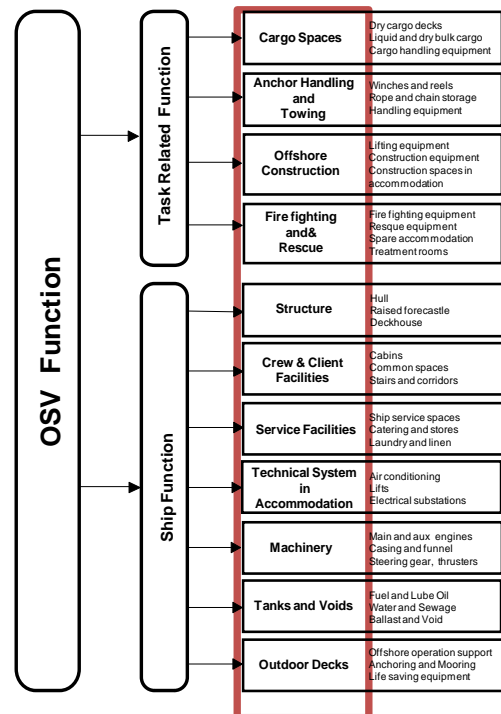 OSV Function
Task Related Function
Cargo Spaces
Dry cargo decks
Liquid and dry bulk cargo
Cargo handling equipment
Anchor Handling
and
Towing
Winches and reels
Rope and chain storage
Handling equipment
Offshore
Construction
Lifting equipment
Construction equipment
Construction spaces in
accommodation
Fire fighting
and&
Rescue
Fire fighting equipment
Resque equipment
Spare accommodation
Treatment rooms
Ship Function
Structure
Hull
Raised forecastle
Deckhouse
Crew & Client
Facilities
Cabins
Common spaces
Stairs and corridors
Service Facilities
Ship service spaces
Catering and stores
Laundry and linen
Technical System
in
Accommodation
Air conditioning
Lifts
Electrical substations
Machinery
Main and aux engines
Casing and funnel
Steering gear, thrusters
Tanks and Voids
Fuel and Lube Oil
Water and Sewage
Ballast and Void
Outdoor Decks
Offshore operation support
Anchoring and Mooring
Life saving equipment